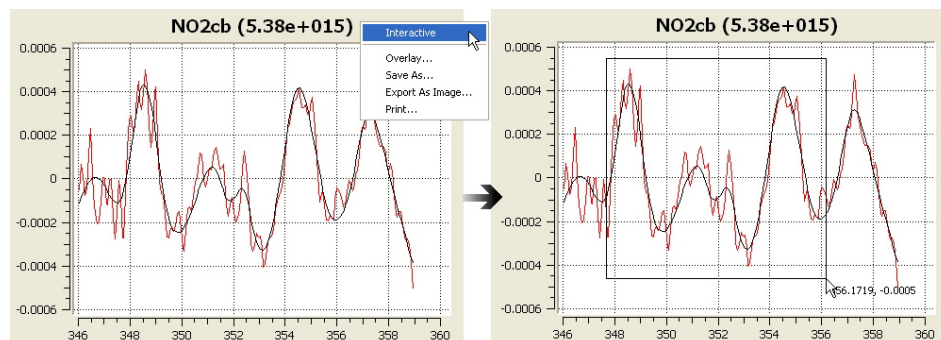 NO2cb (5.38e+015)
Interactive
Overlay...
Save As...
Export As Image...
Print...
0.0006
0.0004
0.0002
0
-0.0002
-0.0004
-0.0006
346 348 350 352 354 356 358 360
NO2cb (5.38e+015)
0.0006
0.0004
0.0002
0
-0.0002
-0.0004
-0.0006
56.1719, -0.0005
346 348 350 352 354 356 358 360